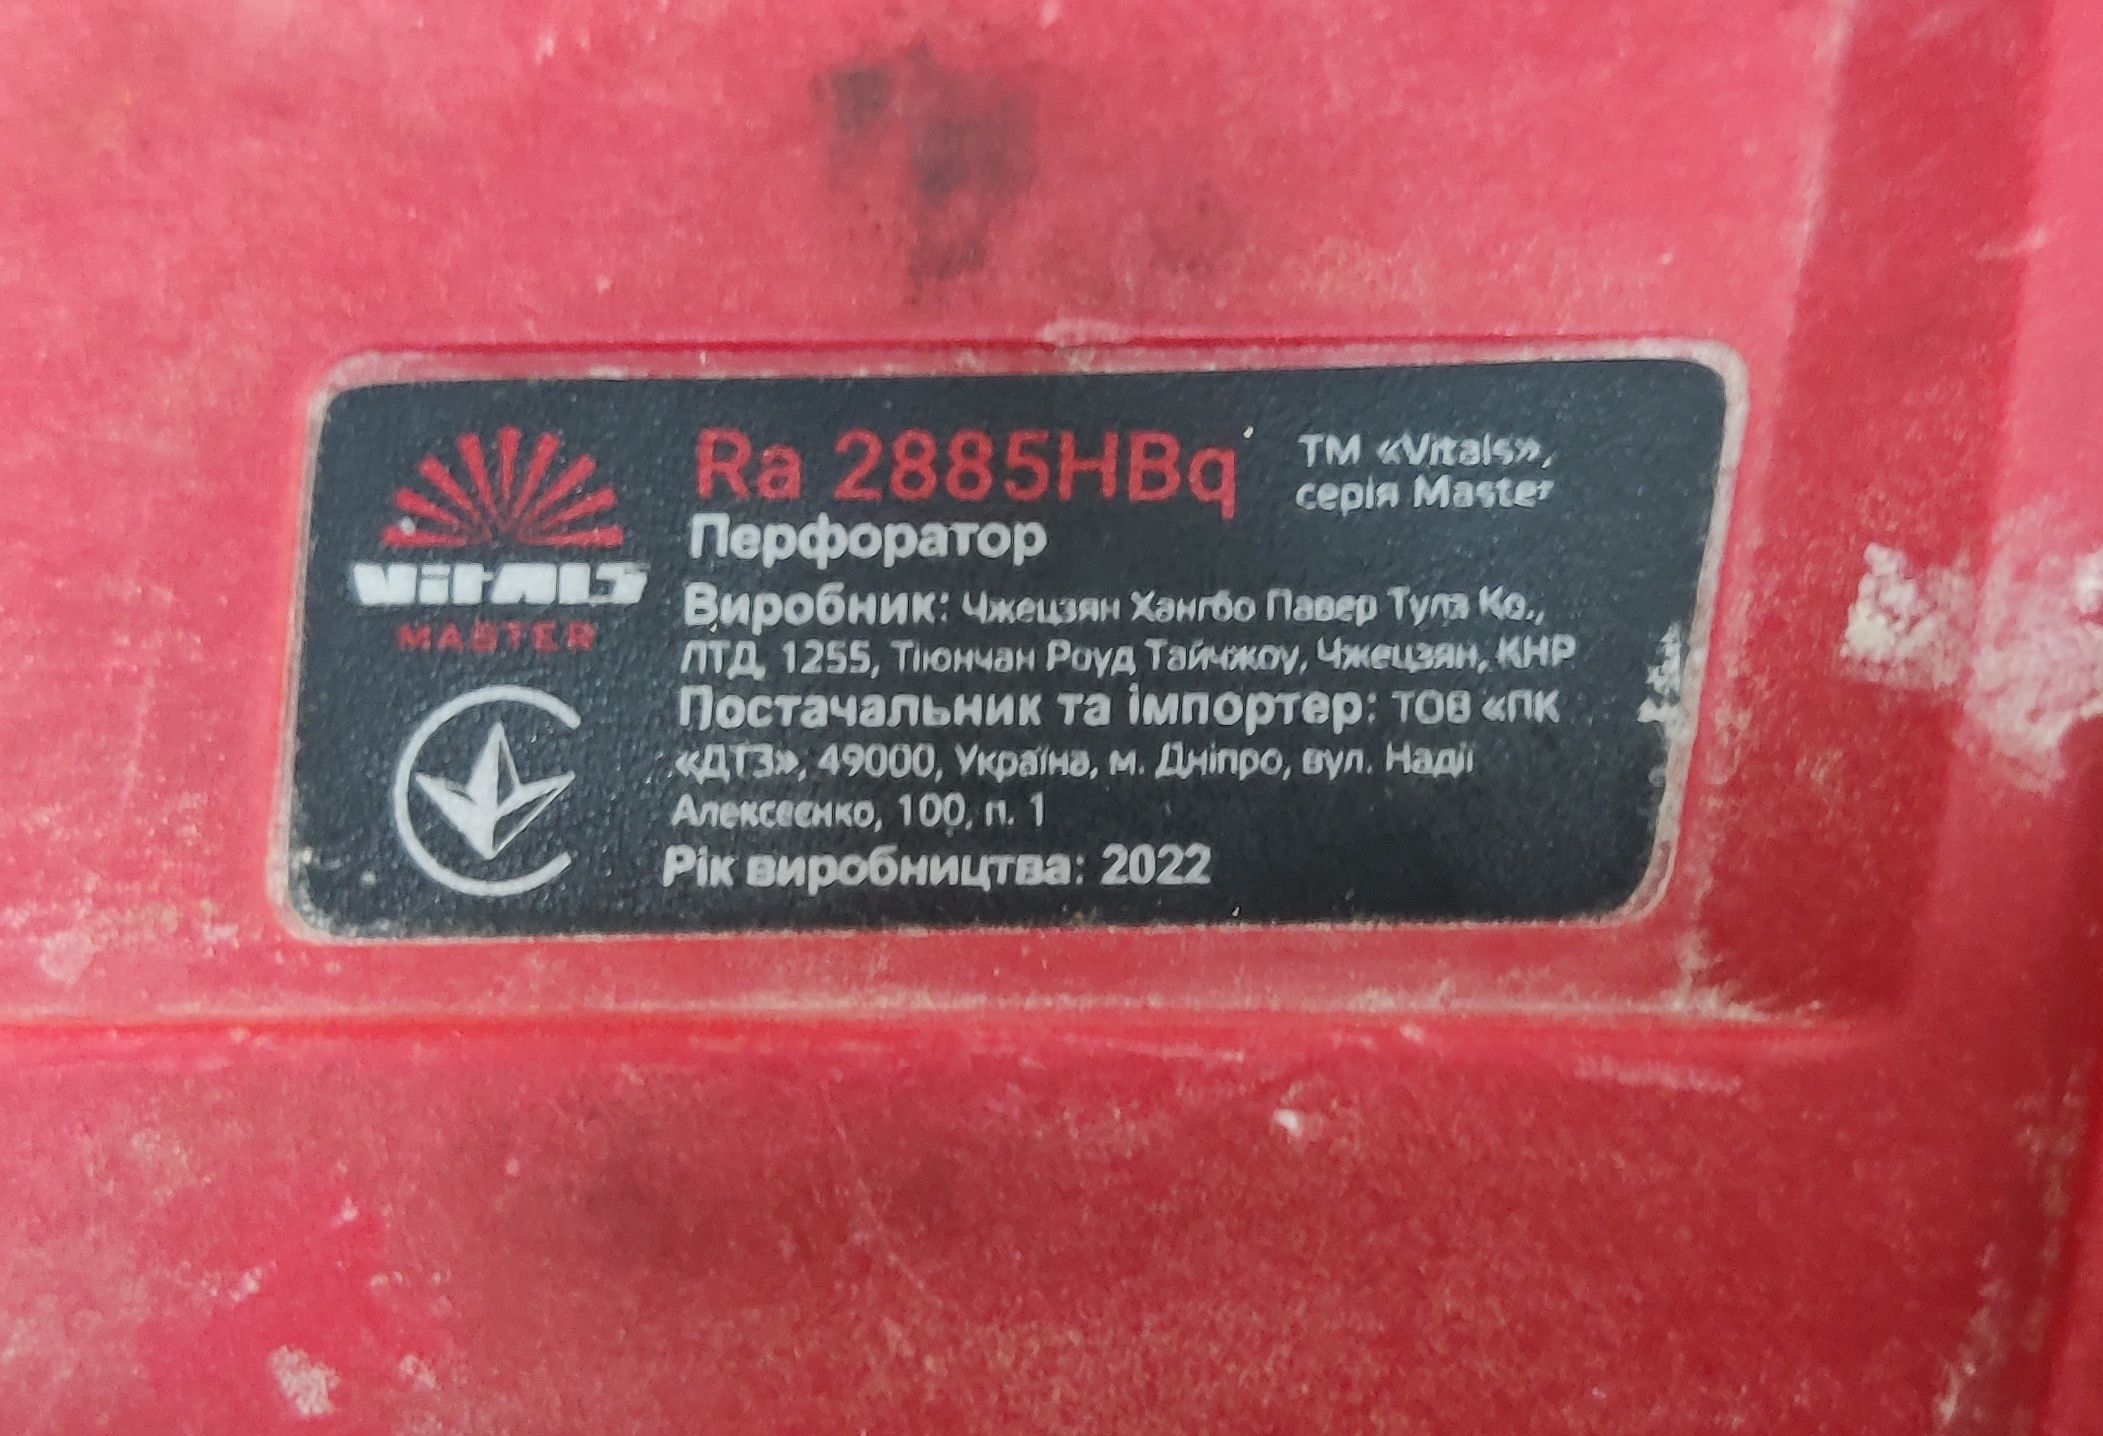 Ra 2885HBq
ТМ «Vitals»,
серія Master
Перфоратор
VITALS
MASTER
Виробник: Чжецзян Хангбо Павер Тулз Ко.,
ЛТД, 1255, Тіюнчан Роуд Тайчжоу, Чжецзян, КНР
Постачальник та імпортер: ТОВ «ПК
«ДТЗ», 49000, Україна, м. Дніпро, вул. Надії
Алексєєнко, 100, п. 1
Рік виробництва: 2022